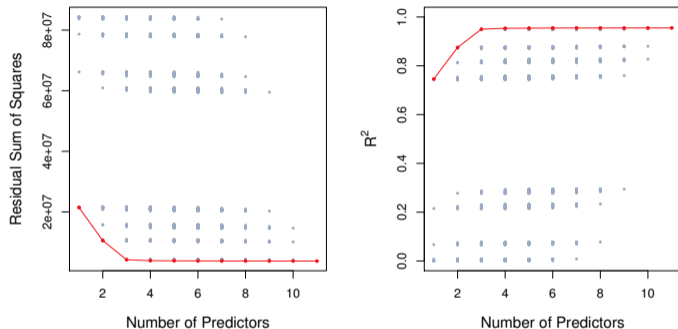 Residual Sum of Squares
8e+07
6e+07
4e+07
2e+07
2 4 6 8 10
Number of Predictors
R²
1.0
0.8
0.6
0.4
0.2
0.0
2 4 6 8 10
Number of Predictors